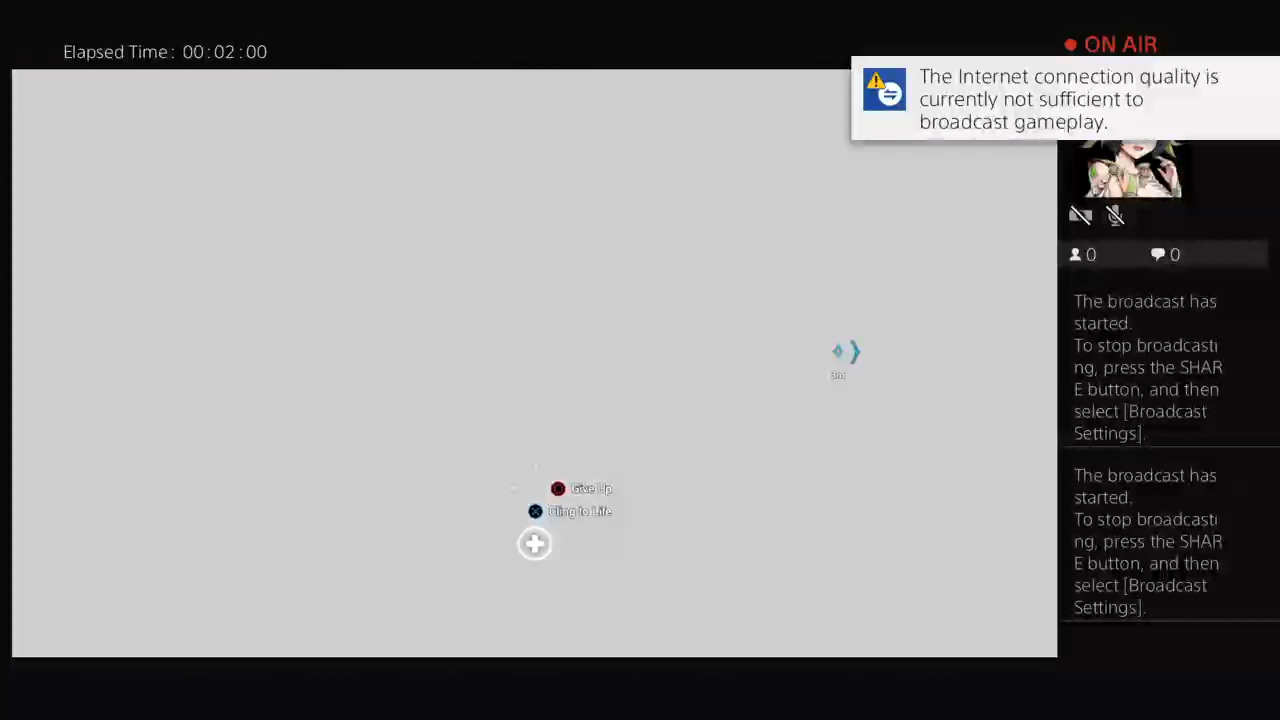 Elapsed Time: 00:02:00
ON AIR
The Internet connection quality is
currently not sufficient to
broadcast gameplay.
0
0
The broadcast has
started.
To stop broadcasti
ng, press the SHAR
E button, and then
select [Broadcast
Settings].
3m
Give Up
Cling to Life
The broadcast has
started.
To stop broadcasti
ng, press the SHAR
E button, and then
select [Broadcast
Settings].